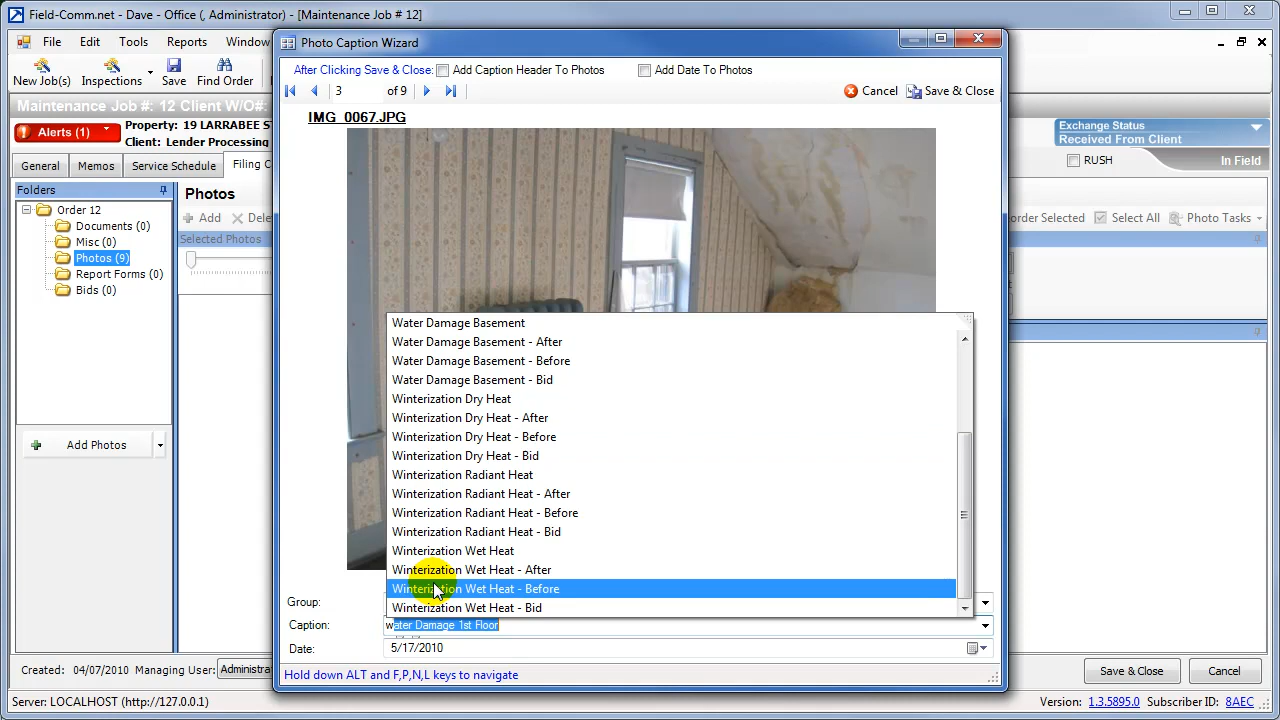 Field-Comm.net - Dave - Office (, Administrator) - [Maintenance Job # 12]
File Edit Tools Reports Window
New Job(s) Inspections Save Find Order
Maintenance Job #: 12 Client W/O#:
Alerts (1)
Property: 19 LARRABEE S
Client: Lender Processing
Exchange Status
Received From Client
General Memos Service Schedule Filing C
RUSH
In Field
Folders
Order 12
Documents (0)
Misc (0)
Photos (9)
Report Forms (0)
Bids (0)
Add Photos
Photos
Add Dele
order Selected Select All Photo Tasks
Selected Photos
Photo Caption Wizard
After Clicking Save & Close: Add Caption Header To Photos Add Date To Photos
3 of 9 Cancel Save & Close
IMG_0067.JPG
Water Damage Basement
Water Damage Basement - After
Water Damage Basement - Before
Water Damage Basement - Bid
Winterization Dry Heat
Winterization Dry Heat - After
Winterization Dry Heat - Before
Winterization Dry Heat - Bid
Winterization Radiant Heat
Winterization Radiant Heat - After
Winterization Radiant Heat - Before
Winterization Radiant Heat - Bid
Winterization Wet Heat
Winterization Wet Heat - After
Winterization Wet Heat - Before
Winterization Wet Heat - Bid
Group:
Caption: water Damage 1st Floor
Date: 5/17/2010
Hold down ALT and F,P,N,L keys to navigate
Created: 04/07/2010 Managing User: Administra
Save & Close Cancel
Server: LOCALHOST (http://127.0.0.1)
Version: 1.3.5895.0 Subscriber ID: 8AEC